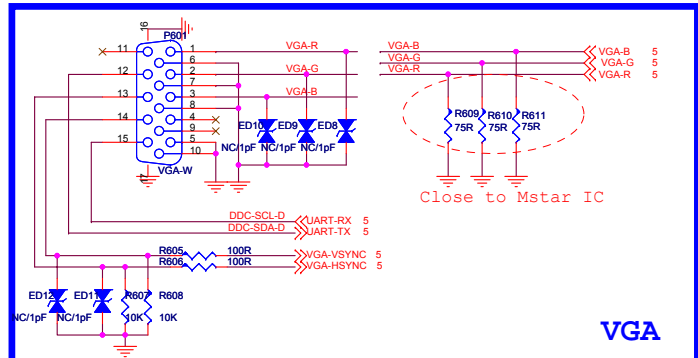 16
P601
11
1
VGA-R
VGA-B
VGA-B 5
6
VGA-G
VGA-G 5
12
2
VGA-G
VGA-R
VGA-R 5
7
13
3
VGA-B
8
14
4
9
15
5
10
VGA-W
17
ED10
ED9
ED8
NC/1pF
NC/1pF
NC/1pF
R609
R610
R611
75R
75R
75R
Close to Mstar IC
DDC-SCL-D
UART-RX 5
DDC-SDA-D
UART-TX 5
R605
100R
VGA-VSYNC 5
R606
100R
VGA-HSYNC 5
ED12
ED11
R607
R608
NC/1pF
NC/1pF
10K
10K
VGA